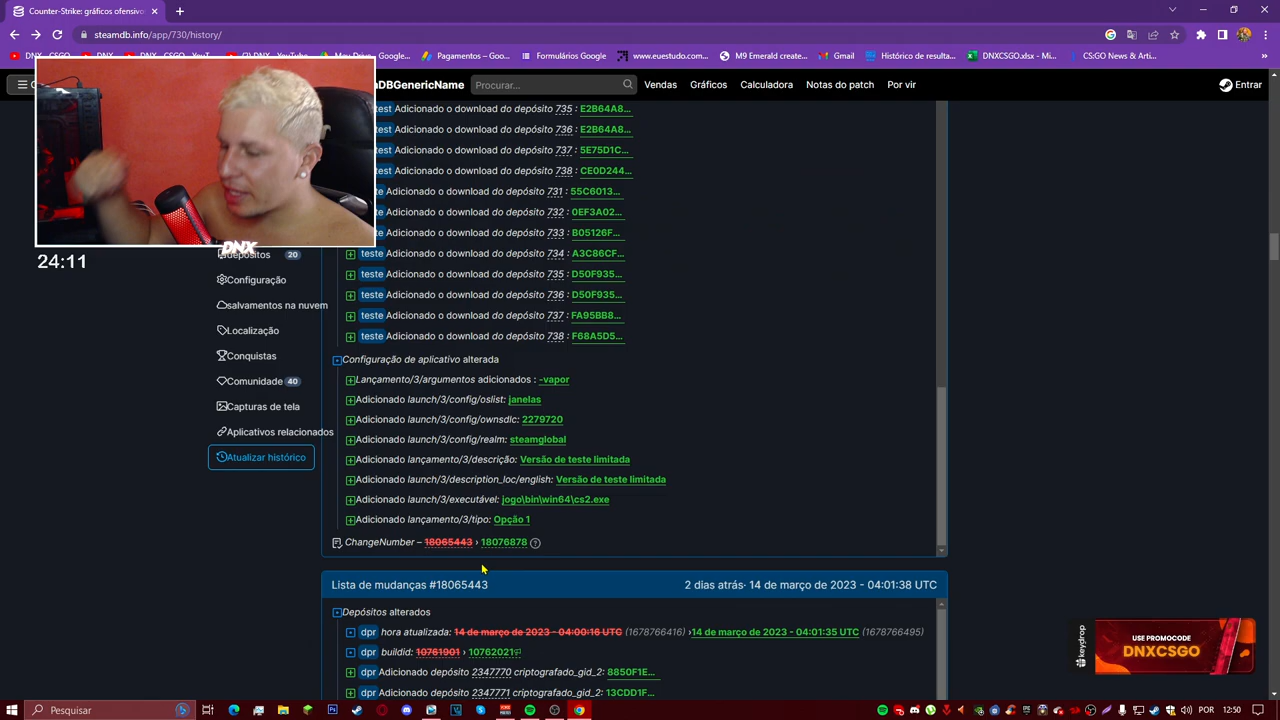 Counter-Strike: gráficos ofensivo
steamdb.info/app/730/history/
DNX - CSGO
Pagamentos – Goo...
Formulários Google
www.euestudo.com...
M9 Emerald create...
Gmail
Histórico de resulta...
DNXCSGO.xlsx - Mi...
CS:GO News & Arti...
DBGenericName
Procurar...
Vendas
Gráficos
Calculadora
Notas do patch
Por vir
Entrar
test Adicionado o download do depósito 735 : E2B64A8...
test Adicionado o download do depósito 736 : E2B64A8...
test Adicionado o download do depósito 737 : 5E75D1C...
test Adicionado o download do depósito 738 : CE0D244...
te Adicionado o download do depósito 731 : 55C6013...
te Adicionado o download do depósito 732 : 0EF3A02...
te Adicionado o download do depósito 733 : B05126F...
teste Adicionado o download do depósito 734 : A3C86CF...
teste Adicionado o download do depósito 735 : D50F935...
teste Adicionado o download do depósito 736 : D50F935...
teste Adicionado o download do depósito 737 : FA95BB8...
teste Adicionado o download do depósito 738 : F68A5D5...
DNX
24:11
depósitos 20
Configuração
salvamentos na nuvem
Localização
Conquistas
Comunidade 40
Capturas de tela
Aplicativos relacionados
Atualizar histórico
Configuração de aplicativo alterada
Lançamento/3/argumentos adicionados : -vapor
Adicionado launch/3/config/oslist: janelas
Adicionado launch/3/config/ownsdlc: 2279720
Adicionado launch/3/config/realm: steamglobal
Adicionado lançamento/3/descrição: Versão de teste limitada
Adicionado launch/3/description_loc/english: Versão de teste limitada
Adicionado launch/3/executável: jogo\bin\win64\cs2.exe
Adicionado lançamento/3/tipo: Opção 1
ChangeNumber – 18065443 › 18076878
Lista de mudanças #18065443
2 dias atrás· 14 de março de 2023 - 04:01:38 UTC
Depósitos alterados
dpr hora atualizada: 14 de março de 2023 - 04:00:16 UTC (1678766416) ›14 de março de 2023 - 04:01:35 UTC (1678766495)
dpr buildid: 10761901 › 10762021
dpr Adicionado depósito 2347770 criptografado_gid_2: 8850F1E...
dpr Adicionado depósito 2347771 criptografado_gid_2: 13CDD1F...
keydrop
USE PROMOCODE
DNXCSGO
Pesquisar
POR
12:50